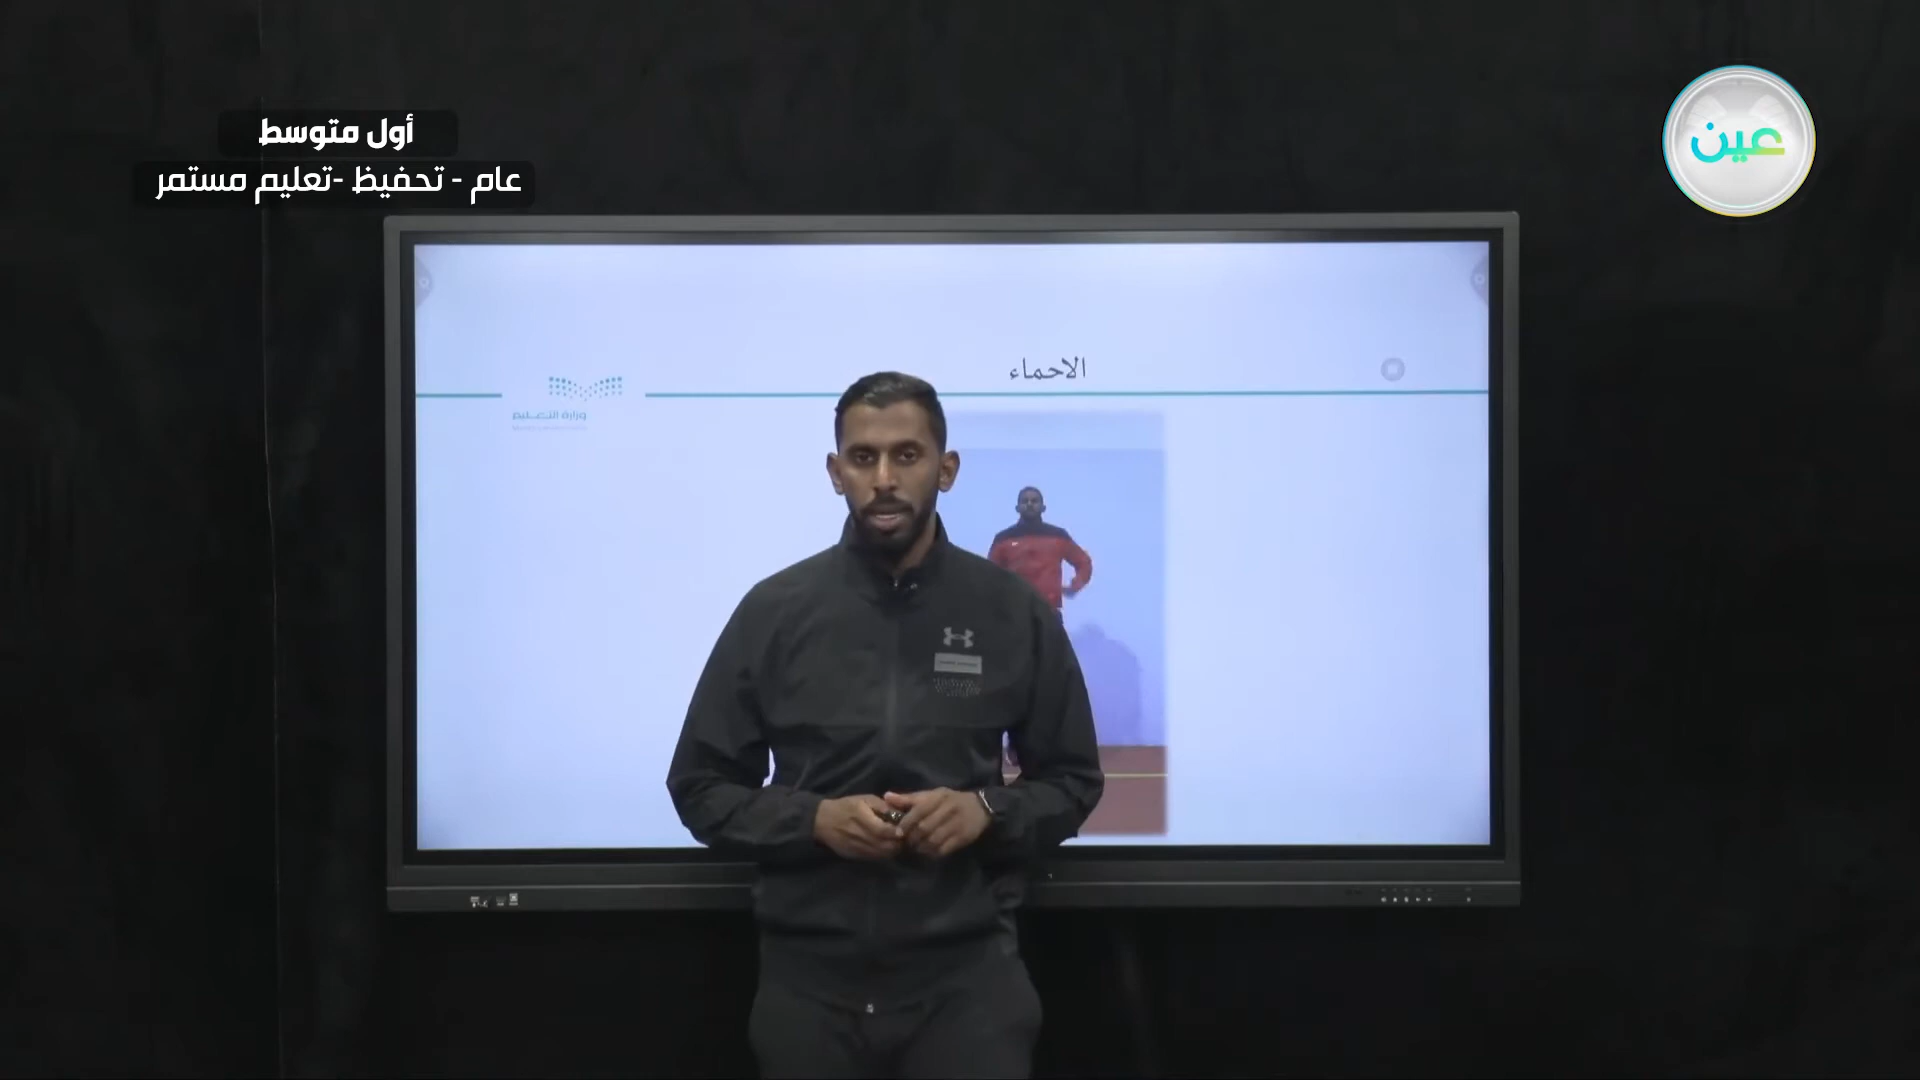 أول متوسط
عام - تحفيظ -تعليم مستمر
عين
الاحماء
وزارة التعليم